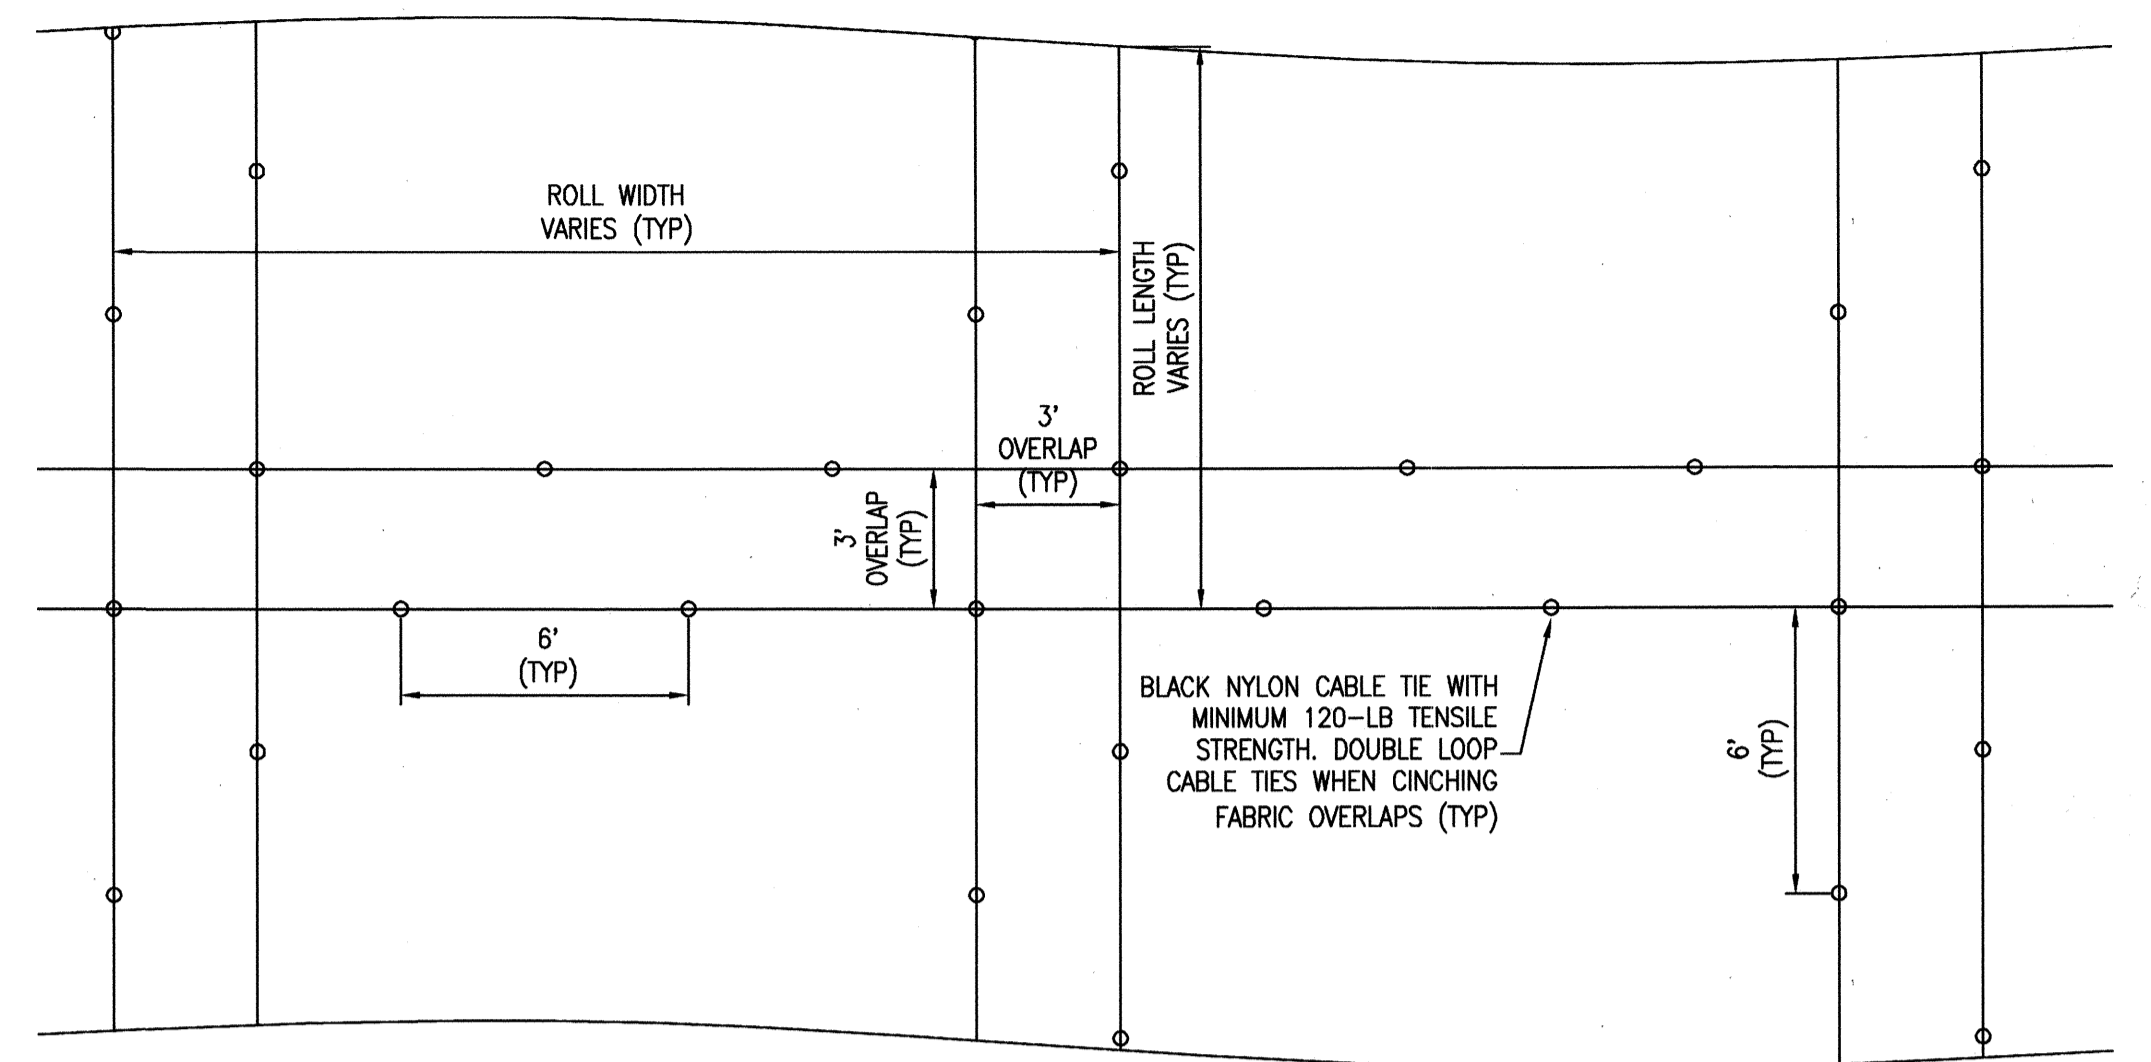 ROLL WIDTH
VARIES (TYP)
ROLL LENGTH
VARIES (TYP)
3'
OVERLAP
(TYP)
3'
OVERLAP
(TYP)
6'
(TYP)
BLACK NYLON CABLE TIE WITH
MINIMUM 120-LB TENSILE
STRENGTH. DOUBLE LOOP
CABLE TIES WHEN CINCHING
FABRIC OVERLAPS (TYP)
6'
(TYP)